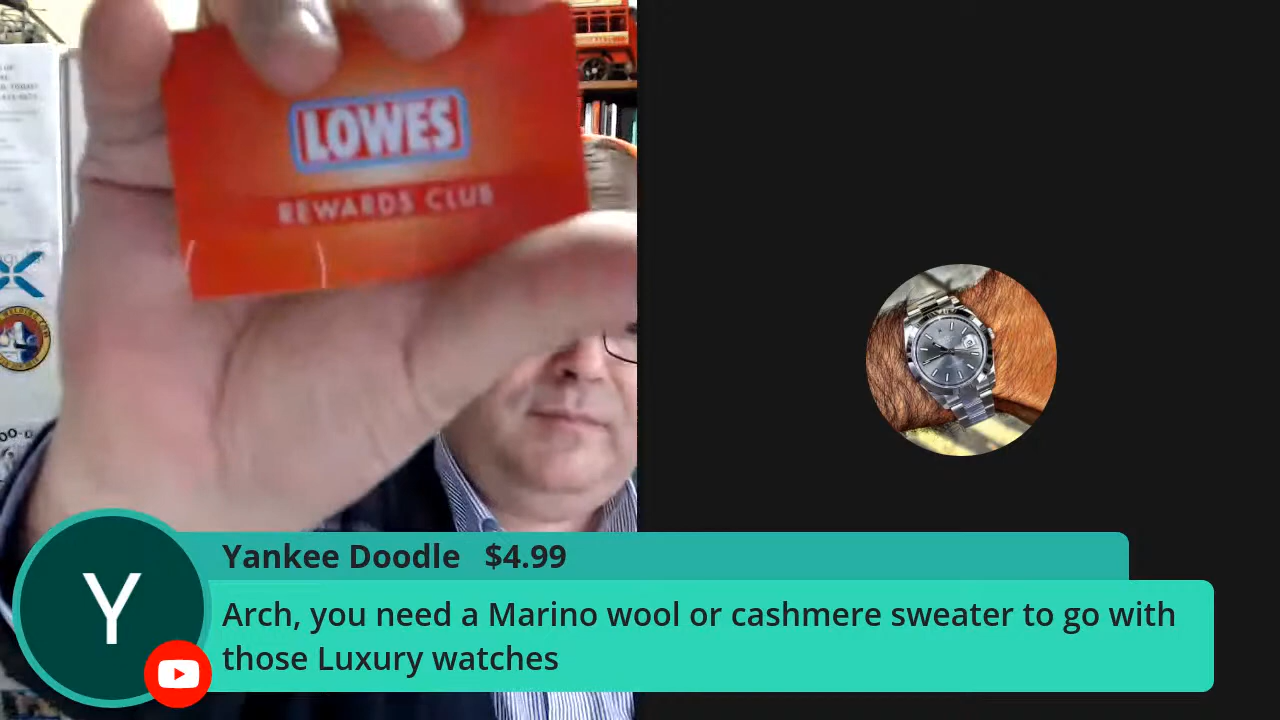 LOWES
REWARDS CLUB
Yankee Doodle $4.99
Y
Arch, you need a Marino wool or cashmere sweater to go with
those Luxury watches